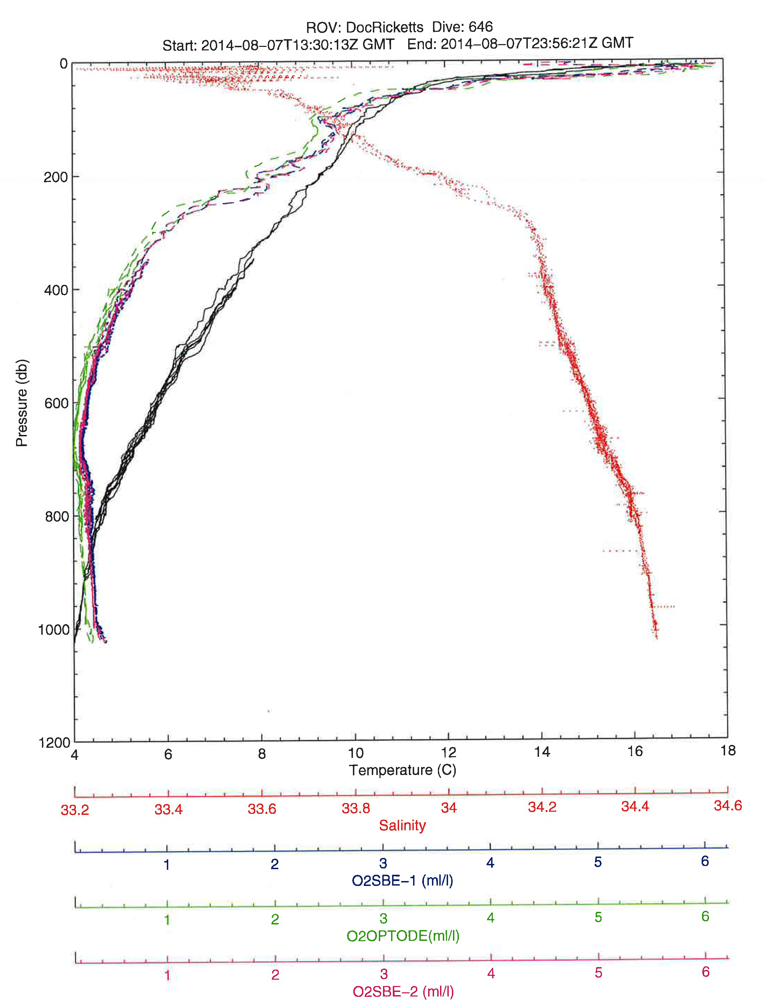 ROV: DocRicketts Dive: 646
Start: 2014-08-07T13:30:13Z GMT End: 2014-08-07T23:56:21Z GMT
0
200
400
600
800
1000
1200
Pressure (db)
4 6 8 10 12 14 16 18
Temperature (C)
33.2 33.4 33.6 33.8 34 34.2 34.4 34.6
Salinity
1 2 3 4 5 6
O2SBE-1 (ml/l)
1 2 3 4 5 6
O2OPTODE(ml/l)
1 2 3 4 5 6
O2SBE-2 (ml/l)